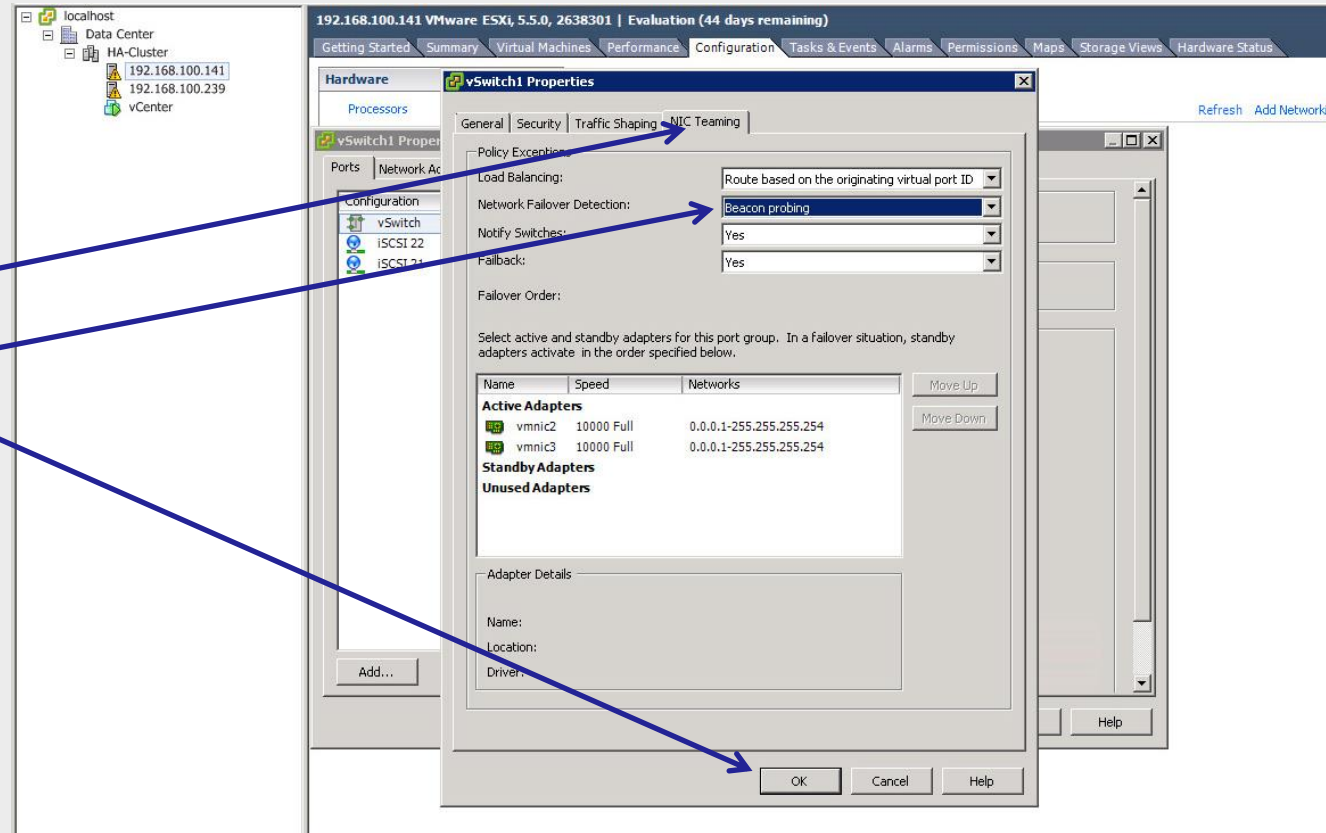 localhost
Data Center
HA-Cluster
192.168.100.141
192.168.100.239
vCenter
192.168.100.141 VMware ESXi, 5.5.0, 2638301 | Evaluation (44 days remaining)
Getting Started Summary Virtual Machines Performance Configuration Tasks & Events Alarms Permissions Maps Storage Views Hardware Status
Hardware
Processors
Refresh Add Networki
vSwitch1 Proper
Ports Network Ad
Configuration
vSwitch
iSCSI 22
iSCSI 21
Add...
Help
vSwitch1 Properties
General Security Traffic Shaping NIC Teaming
Policy Exceptions
Load Balancing: Route based on the originating virtual port ID
Network Failover Detection: Beacon probing
Notify Switches: Yes
Failback: Yes
Failover Order:
Select active and standby adapters for this port group. In a failover situation, standby
adapters activate in the order specified below.
Name Speed Networks
Active Adapters
vmnic2 10000 Full 0.0.0.1-255.255.255.254
vmnic3 10000 Full 0.0.0.1-255.255.255.254
Standby Adapters
Unused Adapters
Move Up
Move Down
Adapter Details
Name:
Location:
Driver:
OK Cancel Help